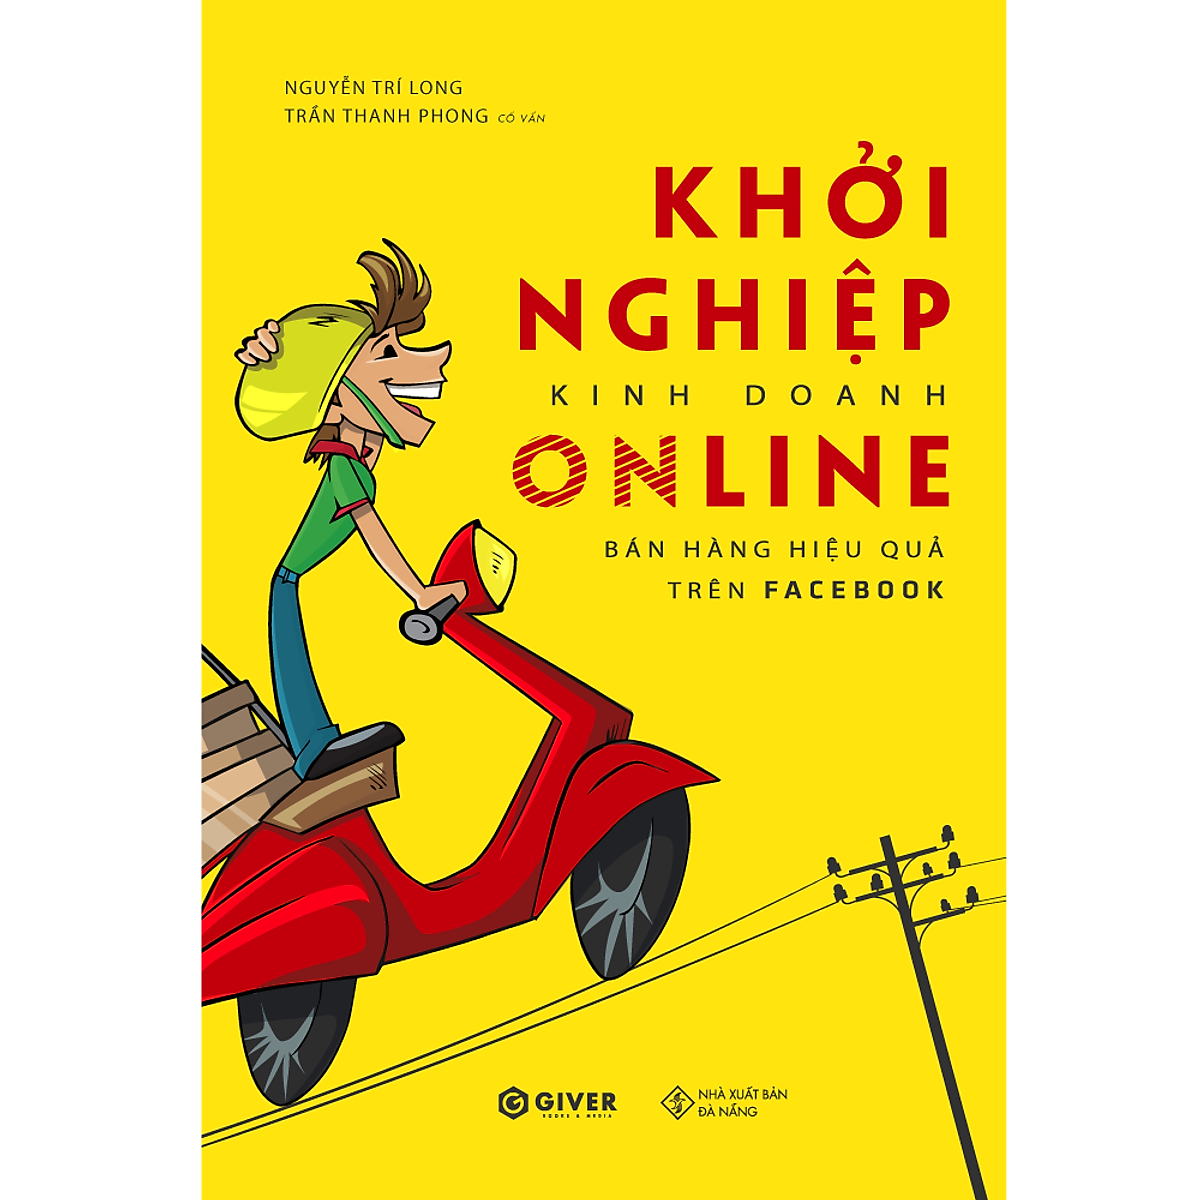 NGUYỄN TRÍ LONG
TRẦN THANH PHONG CỐ VẤN
KHỞI
NGHIỆP
KINH DOANH
ONLINE
BÁN HÀNG HIỆU QUẢ
TRÊN FACEBOOK
GIVER
BOOKS & MEDIA
NHÀ XUẤT BẢN
ĐÀ NẴNG